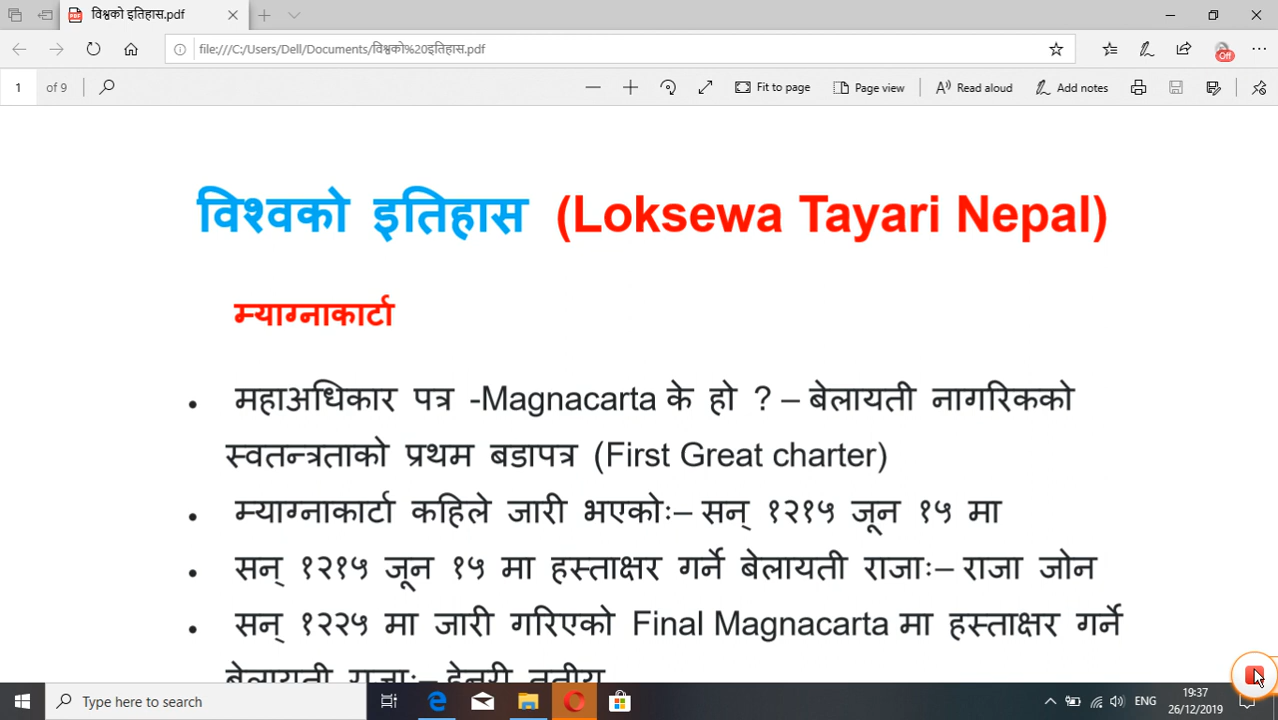 विश्वको इतिहास.pdf
file:///C:/Users/Dell/Documents/विश्वको%20इतिहास.pdf
Off
1 of 9
Fit to page
Page view
Read aloud
Add notes
विश्वको इतिहास (Loksewa Tayari Nepal)
म्याग्नाकार्टा
• महाअधिकार पत्र -Magnacarta के हो ? – बेलायती नागरिकको
स्वतन्त्रताको प्रथम बडापत्र (First Great charter)
• म्याग्नाकार्टा कहिले जारी भएकोः– सन् १२१५ जून १५ मा
• सन् १२१५ जून १५ मा हस्ताक्षर गर्ने बेलायती राजाः– राजा जोन
• सन् १२२५ मा जारी गरिएको Final Magnacarta मा हस्ताक्षर गर्ने
बेलायती राजाः– हेनरी तृतीय
Type here to search
ENG
19:37
26/12/2019